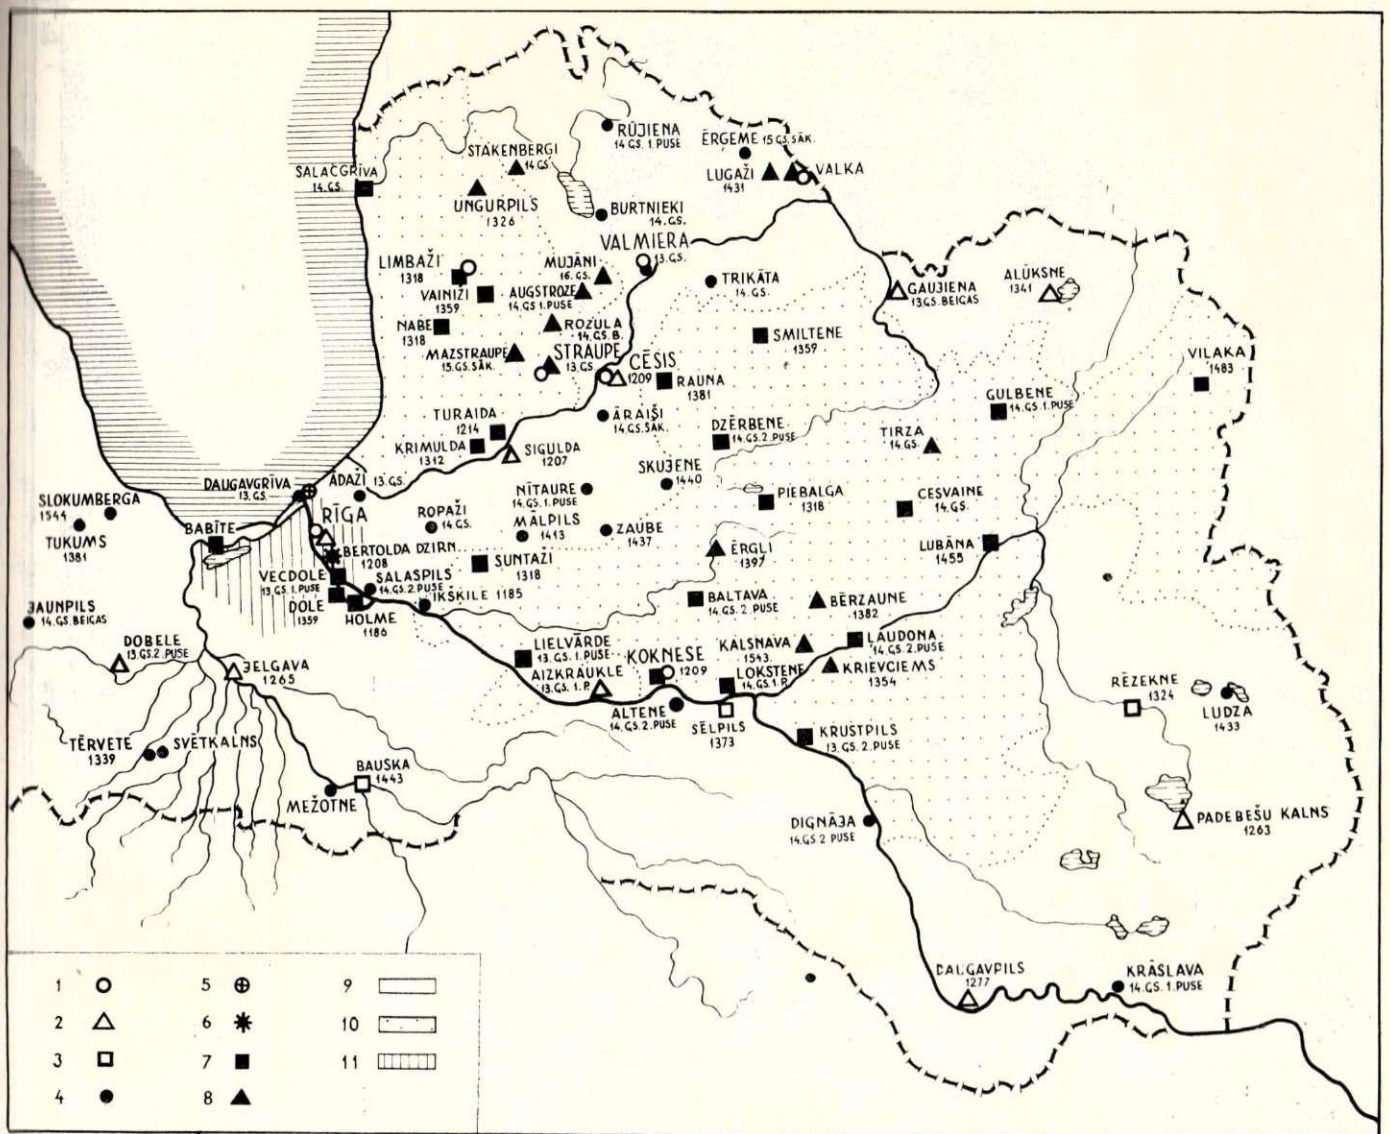 RŪJIENA
14 GS. 1. PUSE
ĒRGEME 15 GS. SĀK.
STAKENBERGI
14 GS.
LUGAŽI
1431
VALKA
SALACGRĪVA
14. GS.
UNGURPILS
1326
BURTNIEKI
14. GS.
VALMIERA
13. GS.
LIMBAŽI
1318
MUJĀNI
16. GS.
TRIKĀTA
14. GS.
GAUJIENA
13 GS. BEIGAS
ALŪKSNE
1341
VAINIŽI
1359
AUGSTROZE
14 GS. 1. PUSE
NABE
1318
ROZULA
14. GS. B.
SMILTENE
1359
MAZSTRAUPE
15. GS. SĀK.
STRAUPE
13. GS
CĒSIS
1209
RAUNA
1381
VIĻAKA
1483
GULBENE
14. GS. 1. PUSE
TURAIDA
1214
ĀRAIŠI
14. GS. SĀK.
DZĒRBENE
14. GS. 2. PUSE
TIRZA
14. GS.
KRIMULDA
1312
SIGULDA
1207
SKUJENE
1440
DAUGAVGRĪVA
13. GS.
ĀDAŽI 13. GS.
NĪTAURE
14. GS. 1. PUSE
PIEBALGA
1318
CESVAINE
14. GS.
SLOKUMBERGA
1544
TUKUMS
1381
RĪGA
ROPAŽI
14. GS.
MĀLPILS
1413
ZAUBE
1437
BABĪTE
BERTOLDA DZIRN.
1208
ĒRGLI
1397
LUBĀNA
1455
VECDOLE
13. GS. 1. PUSE
SALASPILS
14. GS. 2. PUSE
SUNTAŽI
1318
DOLE
1359
HOLME
1186
IKŠKILE 1185
BALTAVA
14. GS. 2. PUSE
BĒRZAUNE
1382
JAUNPILS
14. GS. BEIGAS
DOBELE
13. GS. 2. PUSE
JELGAVA
1265
LIELVĀRDE
13. GS. 1. PUSE
KOKNESE
1209
KALSNAVA
1543.
ĻAUDONA
14. GS. 2. PUSE
AIZKRAUKLE
13. GS. 1. P.
LOKSTENE
14. GS. 1. P.
KRIEVCIEMS
1354
ALTENE
14. GS. 2. PUSE
SĒLPILS
1373
RĒZEKNE
1324
LUDZA
1433
TĒRVETE
1339
SVĒTKALNS
KRUSTPILS
13. GS. 2. PUSE
BAUSKA
1443
MEŽOTNE
DIGNĀJA
14. GS. 2 PUSE
PADEBEŠU KALNS
1263
DAUGAVPILS
1277
KRĀSLAVA
14. GS. 1. PUSE
1 5 9
2 6 10
3 7 11
4 8